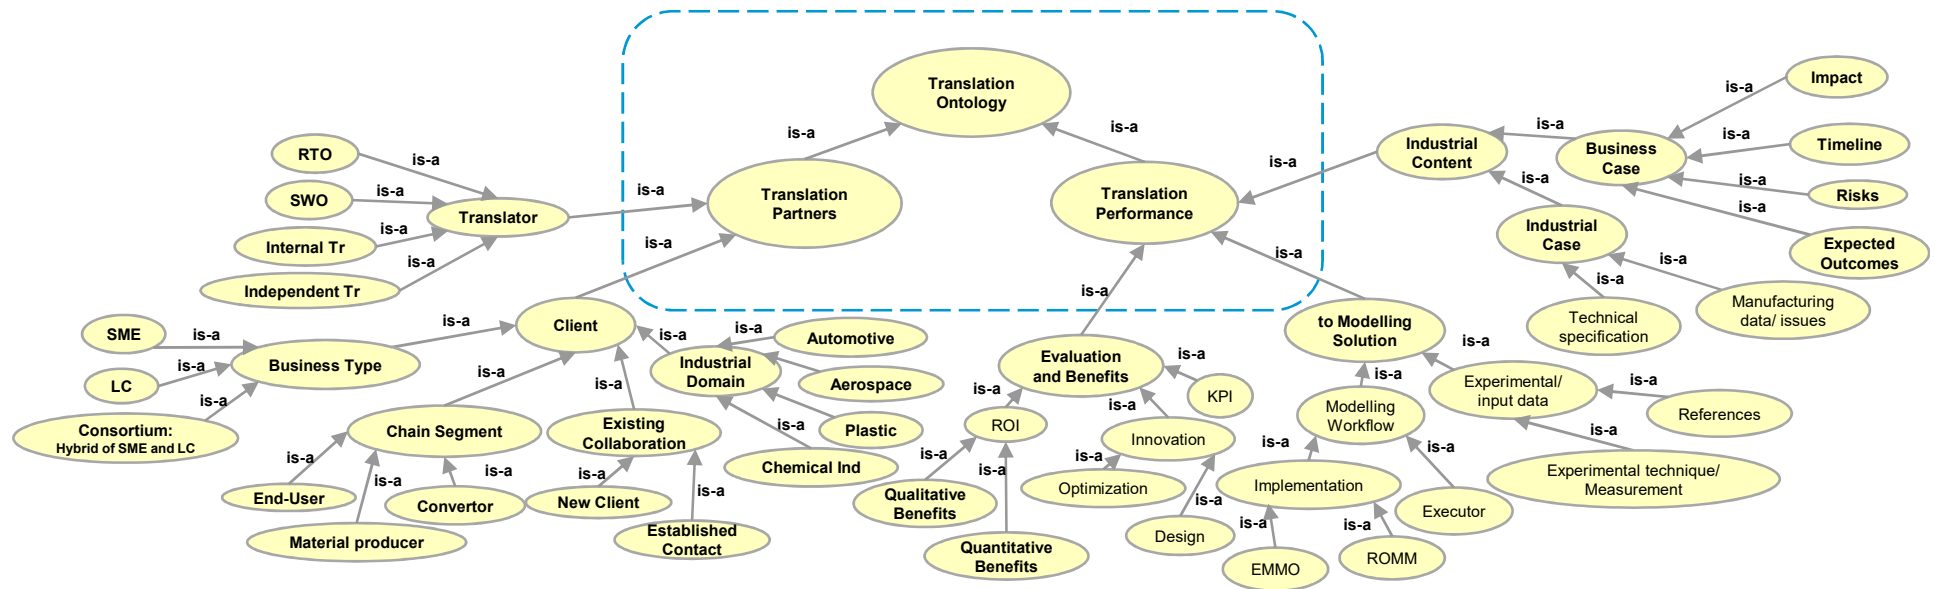 Translation
Ontology
is-a
is-a
Translation
Partners
Translation
Performance
RTO
is-a
SWO
is-a
Translator
is-a
Internal Tr
is-a
Independent Tr
is-a
is-a
Client
SME
is-a
is-a
Business Type
LC
is-a
Consortium:
Hybrid of SME and LC
is-a
is-a
Chain Segment
End-User
is-a
Material producer
is-a
Convertor
is-a
is-a
Existing
Collaboration
New Client
is-a
Established
Contact
is-a
is-a
Industrial
Domain
is-a
Automotive
is-a
Aerospace
is-a
Plastic
is-a
Chemical Ind
is-a
is-a
Evaluation
and Benefits
is-a
KPI
is-a
ROI
is-a
Qualitative
Benefits
is-a
Quantitative
Benefits
is-a
Innovation
is-a
Optimization
is-a
Design
is-a
to Modelling
Solution
is-a
Modelling
Workflow
is-a
Implementation
is-a
EMMO
is-a
ROMM
is-a
Executor
is-a
Experimental/
input data
is-a
References
is-a
Experimental technique/
Measurement
is-a
Industrial
Content
is-a
Business
Case
is-a
Impact
is-a
Timeline
is-a
Risks
is-a
Expected
Outcomes
is-a
Industrial
Case
is-a
Technical
specification
is-a
Manufacturing
data/ issues